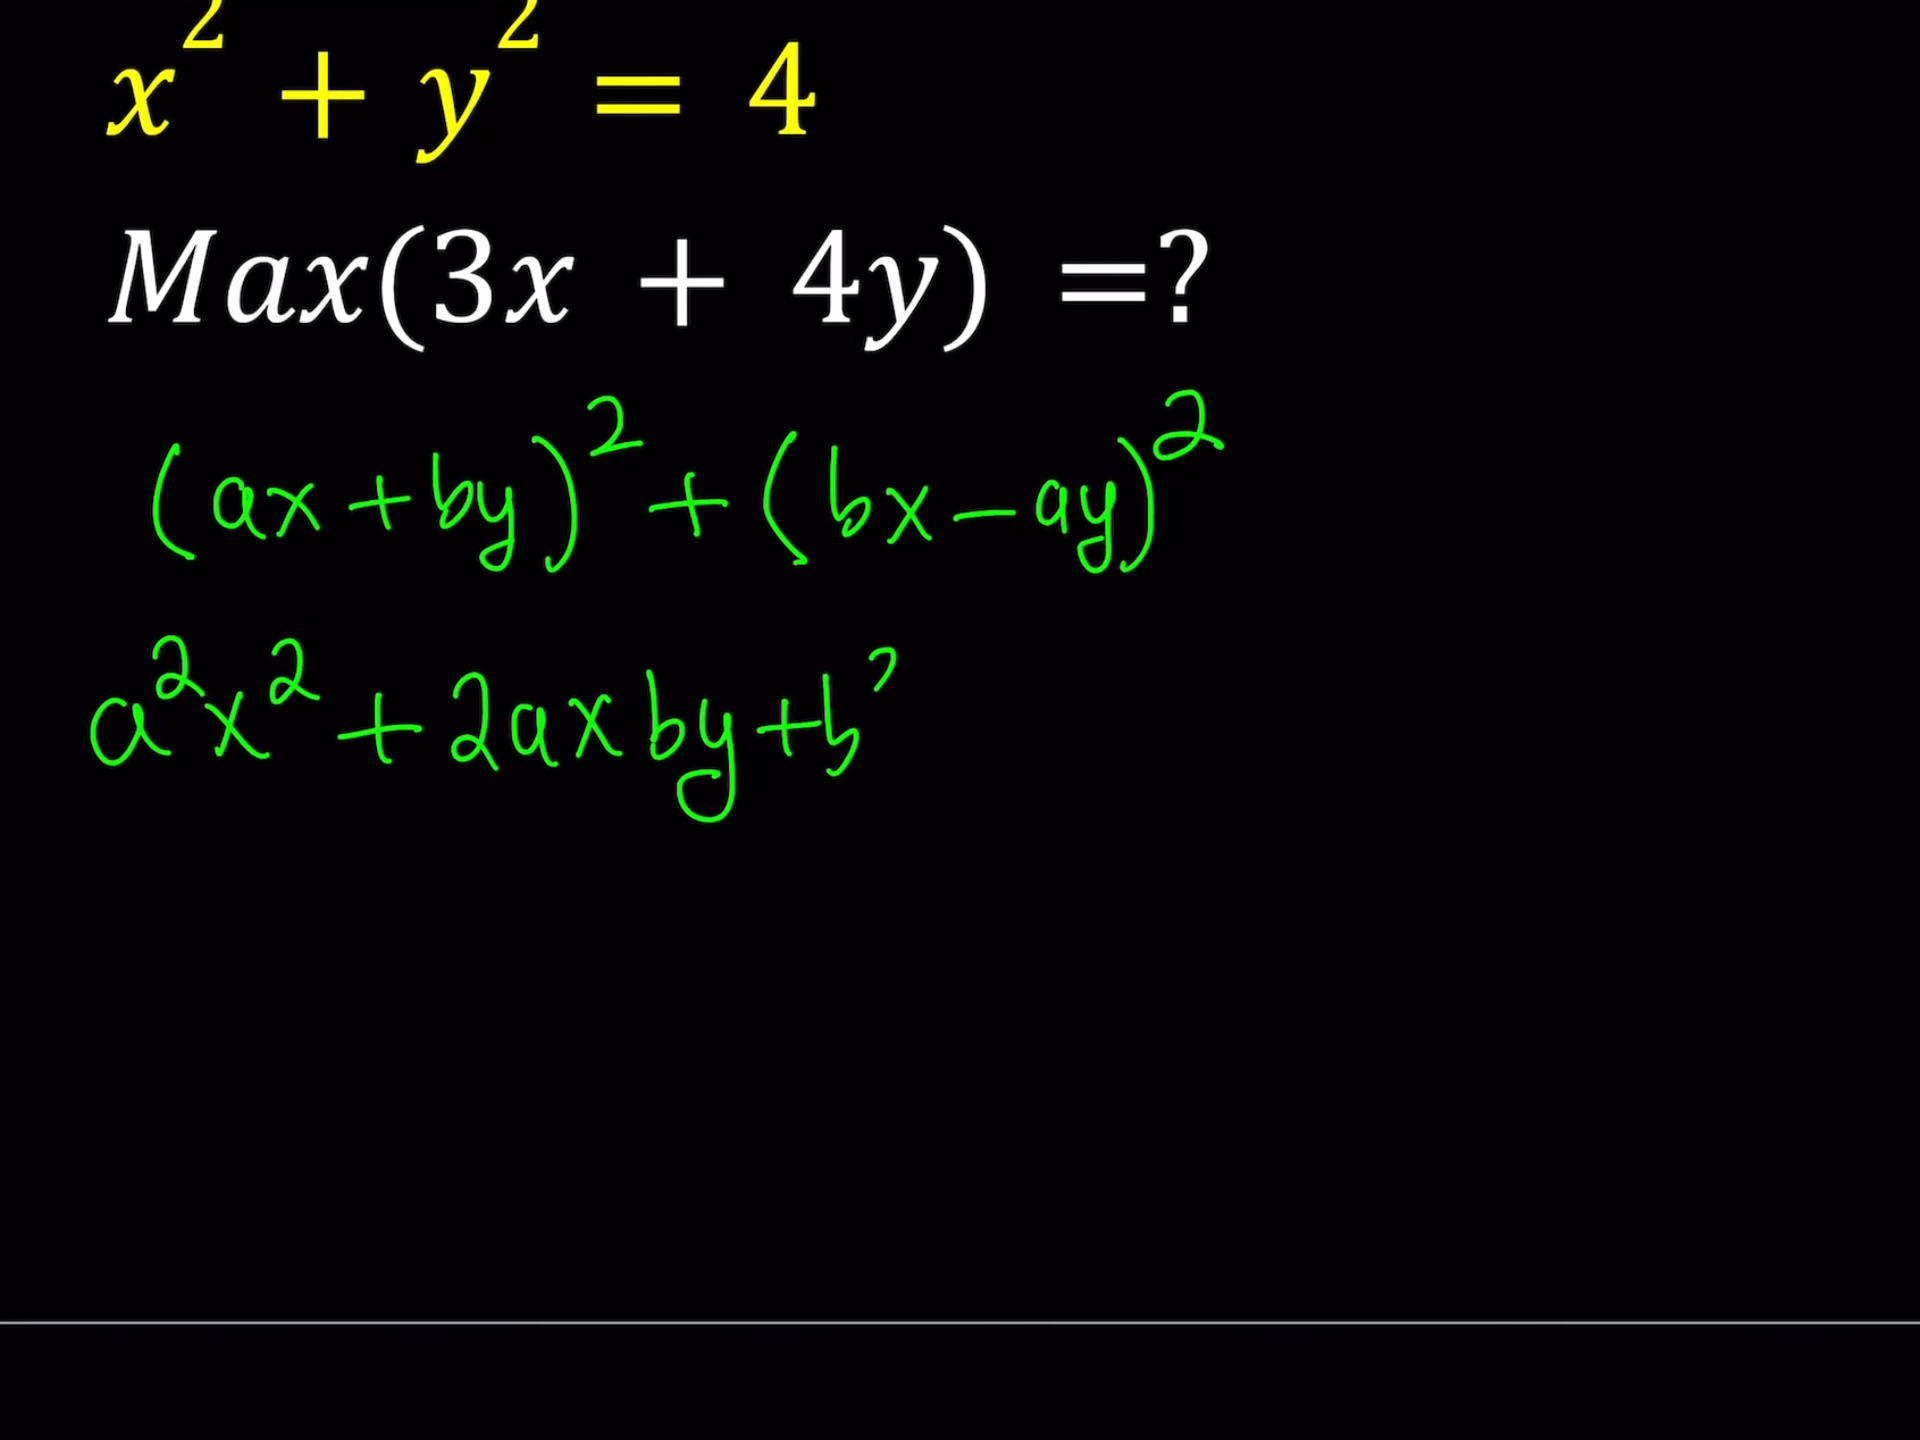 x² + y² = 4
Max(3x + 4y) =?
(ax+by)² + (bx-ay)²
a²x² + 2axby+b²